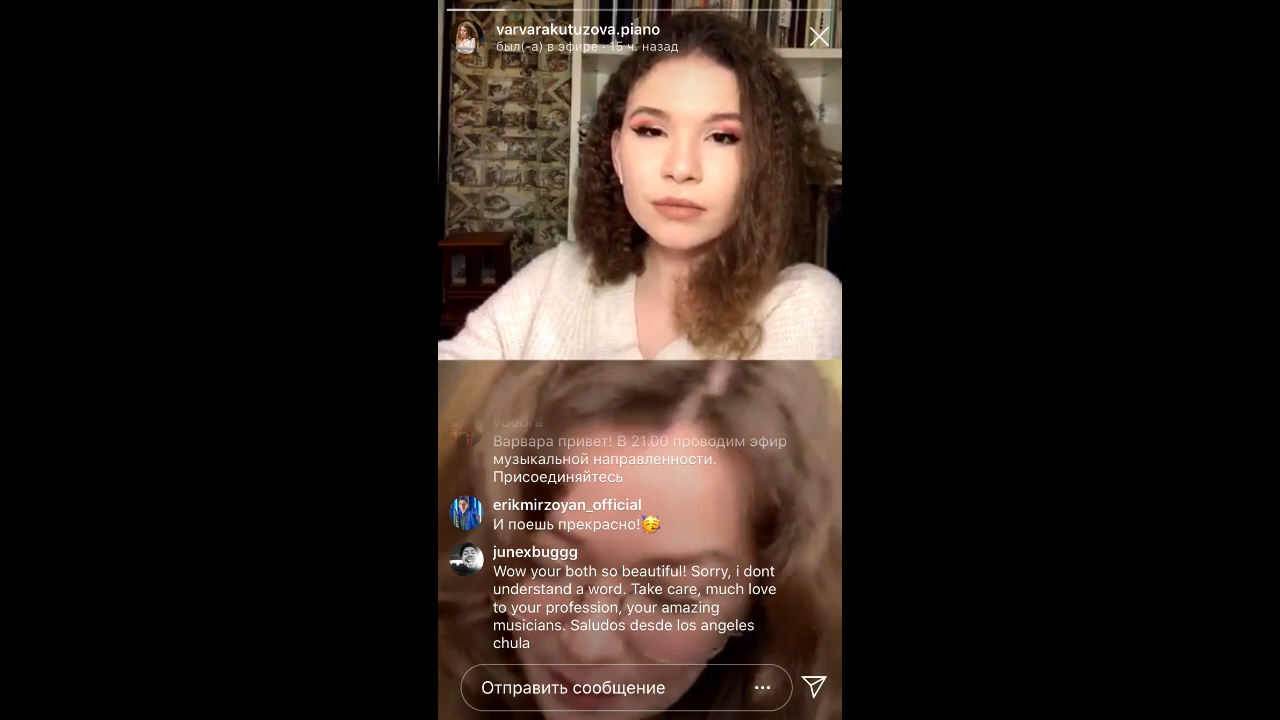 varvarakutuzova.piano
был(-а) в эфире · 15 ч. назад
vdobra
Варвара привет! В 21.00 проводим эфир
музыкальной направленности.
Присоединяйтесь
erikmirzoyan_official
И поешь прекрасно!🥳
junexbuggg
Wow your both so beautiful! Sorry, i dont
understand a word. Take care, much love
to your profession, your amazing
musicians. Saludos desde los angeles
chula
Отправить сообщение